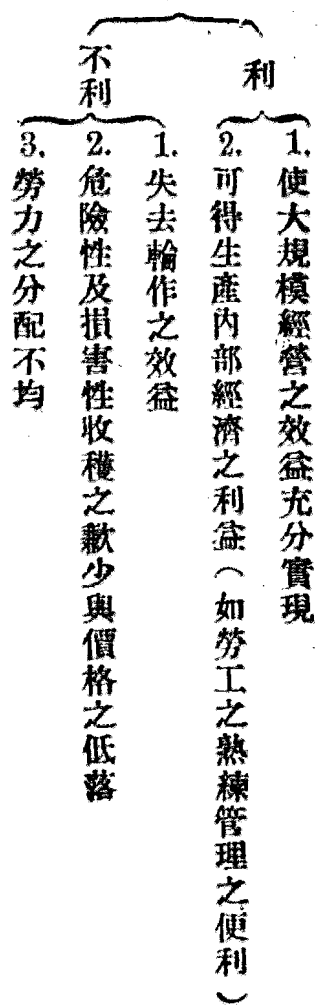 利
1.使大規模經營之效益充分實現
2.可得生產內部經濟之利益(如勞工之熟練管理之便利)
不利
1.失去輪作之效益
2.危險性及損害性收穫之歉少與價格之低落
3.勞力之分配不均